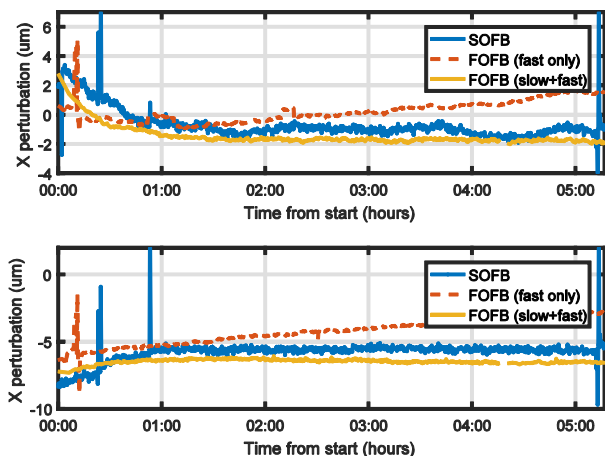 6
4
2
0
-2
-4
X perturbation (um)
SOFB
FOFB (fast only)
FOFB (slow+fast)
00:00 01:00 02:00 03:00 04:00 05:00
Time from start (hours)
0
-5
-10
X perturbation (um)
SOFB
FOFB (fast only)
FOFB (slow+fast)
00:00 01:00 02:00 03:00 04:00 05:00
Time from start (hours)